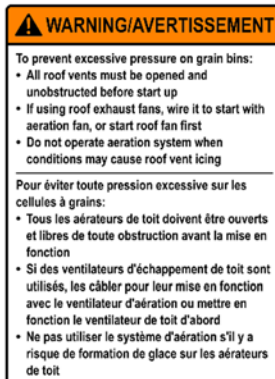 WARNING/AVERTISSEMENT
To prevent excessive pressure on grain bins:
• All roof vents must be opened and
unobstructed before start up
• If using roof exhaust fans, wire it to start with
aeration fan, or start roof fan first
• Do not operate aeration system when
conditions may cause roof vent icing
Pour éviter toute pression excessive sur les
cellules à grains:
• Tous les aérateurs de toit doivent être ouverts
et libres de toute obstruction avant la mise en
fonction
• Si des ventilateurs d'échappement de toit sont
utilisés, les câbler pour leur mise en fonction
avec le ventilateur d'aération ou mettre en
fonction le ventilateur de toit d'abord
• Ne pas utiliser le système d'aération s'il y a
risque de formation de glace sur les aérateurs
de toit